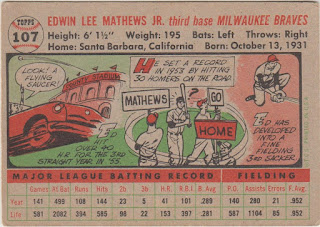 TOPPS
107
EDWIN LEE MATHEWS JR. third base MILWAUKEE BRAVES
Height: 6' 1½" Weight: 195 Bats: Left Throws: Right
Home: Santa Barbara, California Born: October 13, 1931
LOOK! A
FLYING
SAUCER!
COUNTY STADIUM
ED OVER 40
H.R. FOR THE 3RD
STRAIGHT YEAR IN '55.
HE SET A RECORD
IN 1953 BY HITTING
30 HOMERS ON THE ROAD.
MATHEWS
GO
HOME
ED HAS
DEVELOPED
INTO A
FINE
FIELDING
3RD SACKER.
MAJOR LEAGUE BATTING RECORD FIELDING
Games At Bat Runs Hits 2b 3b H.R. R.B.I. B.Avg. P.O. Assists Errors F. Avg.
Year 141 499 108 144 23 5 41 101 .289 140 280 21 .952
Life 581 2082 394 586 98 22 587 1104 85 .952